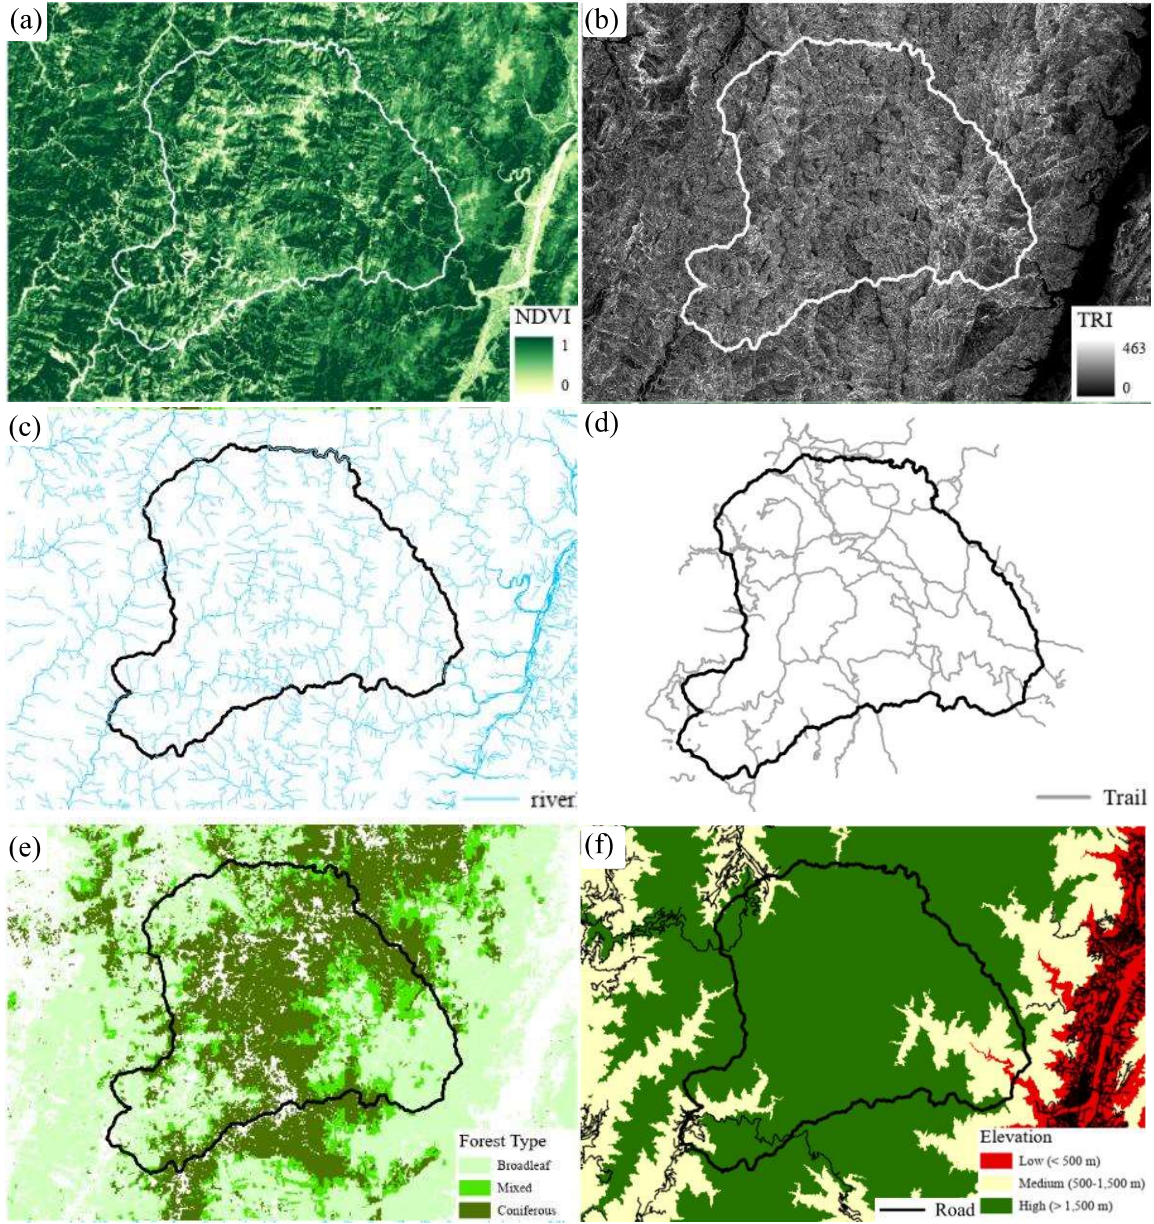 (a)
NDVI
1
0
(b)
TRI
463
0
(c)
river
(d)
Trail
(e)
Forest Type
Broadleaf
Mixed
Coniferous
(f)
Elevation
Low (< 500 m)
Medium (500-1,500 m)
High (> 1,500 m)
Road